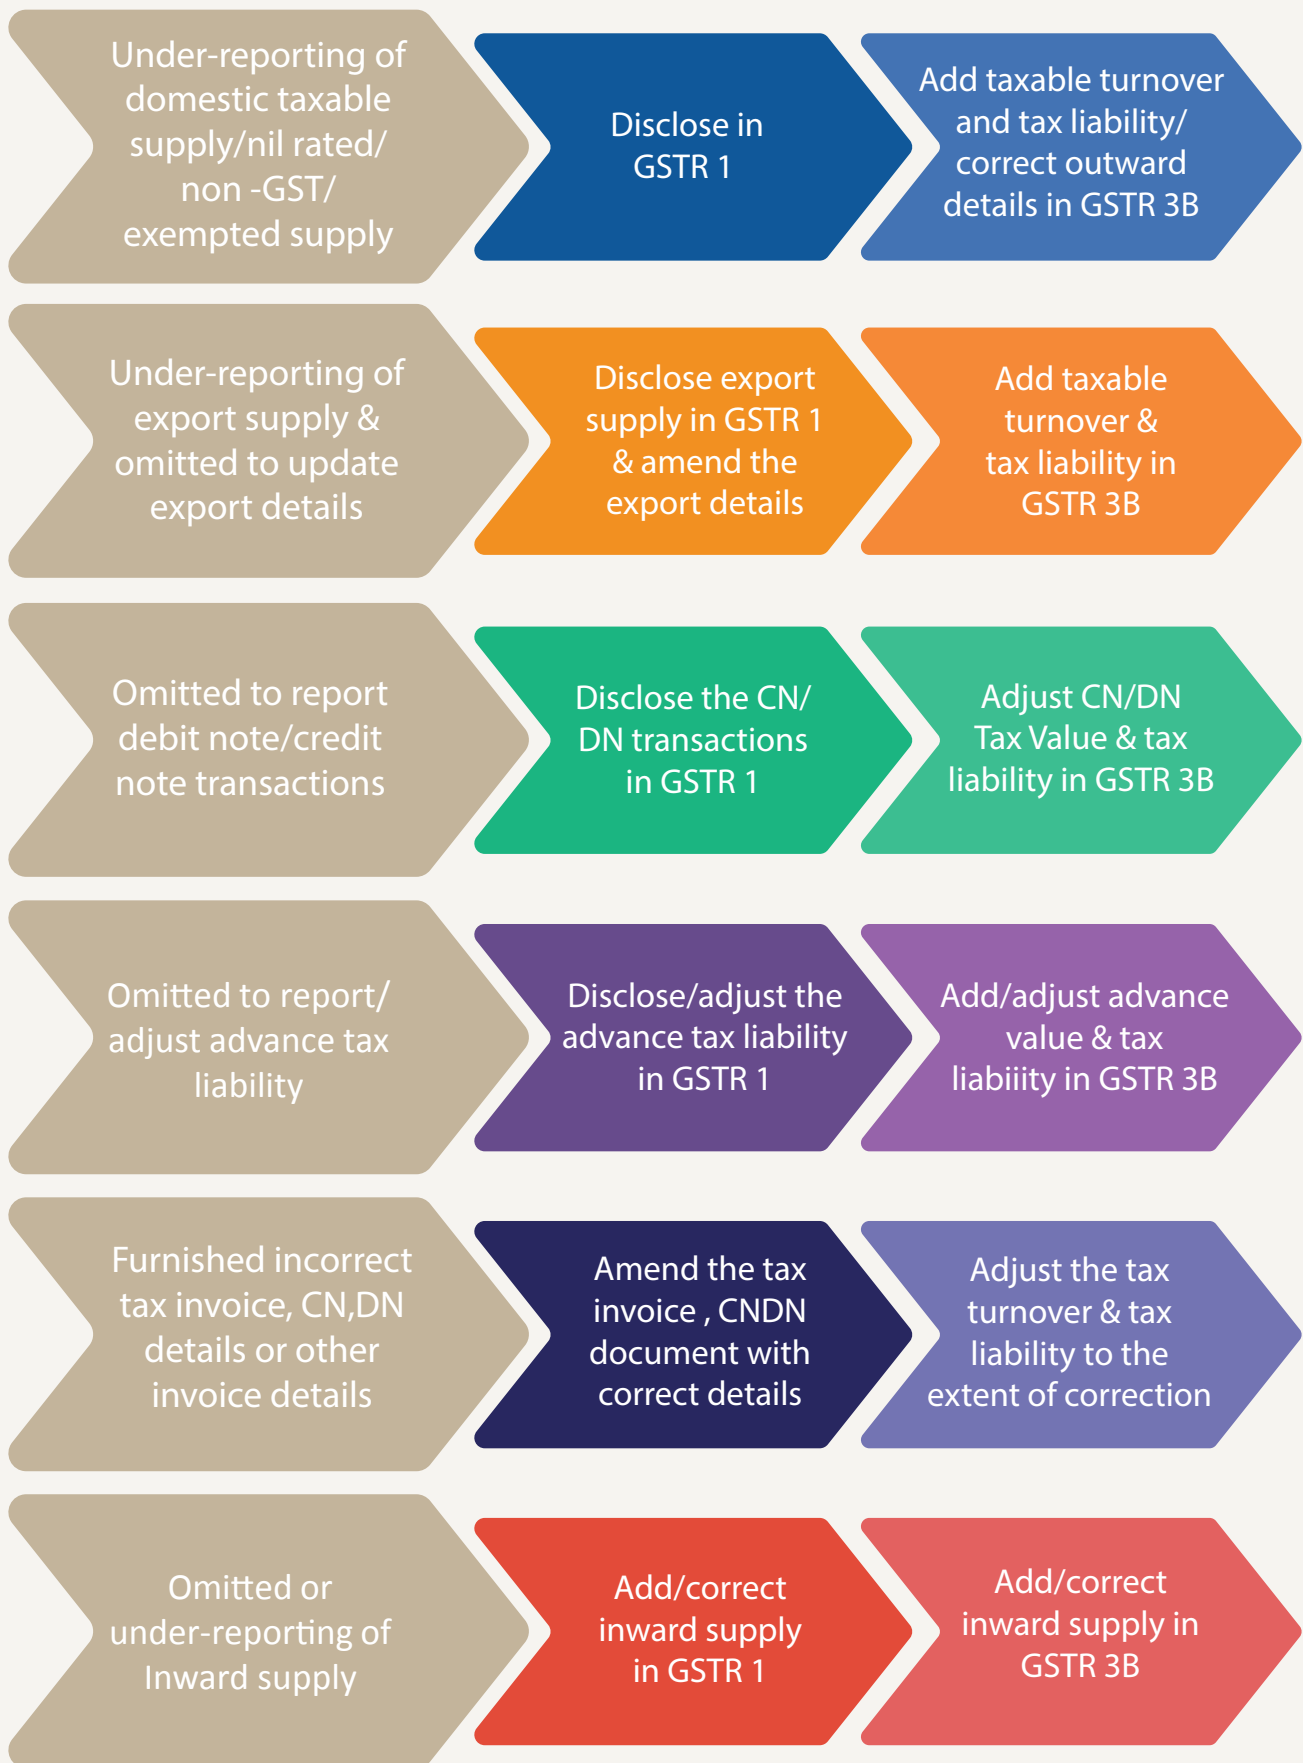 Under-reporting of
domestic taxable
supply/nil rated/
non -GST/
exempted supply
Disclose in
GSTR 1
Add taxable turnover
and tax liability/
correct outward
details in GSTR 3B
Under-reporting of
export supply &
omitted to update
export details
Disclose export
supply in GSTR 1
& amend the
export details
Add taxable
turnover &
tax liability in
GSTR 3B
Omitted to report
debit note/credit
note transactions
Disclose the CN/
DN transactions
in GSTR 1
Adjust CN/DN
Tax Value & tax
liability in GSTR 3B
Omitted to report/
adjust advance tax
liability
Disclose/adjust the
advance tax liability
in GSTR 1
Add/adjust advance
value & tax
liabiiity in GSTR 3B
Furnished incorrect
tax invoice, CN,DN
details or other
invoice details
Amend the tax
invoice , CNDN
document with
correct details
Adjust the tax
turnover & tax
liability to the
extent of correction
Omitted or
under-reporting of
Inward supply
Add/correct
inward supply
in GSTR 1
Add/correct
inward supply in
GSTR 3B